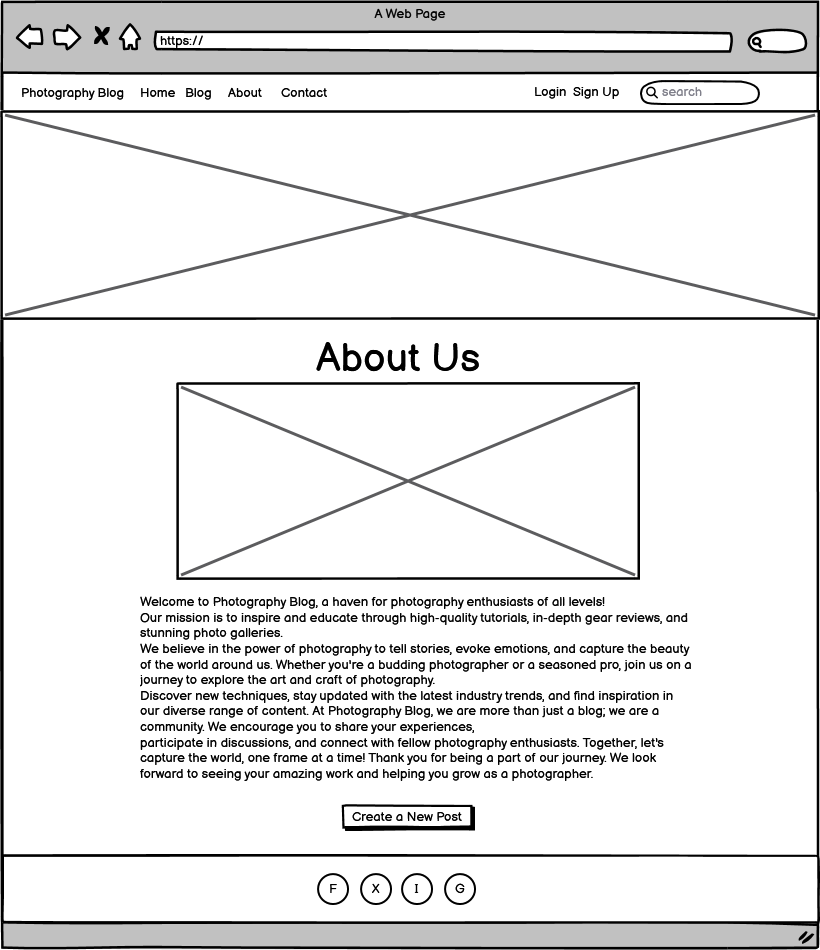 A Web Page
https://
Photography Blog Home Blog About Contact Login Sign Up search
About Us
Welcome to Photography Blog, a haven for photography enthusiasts of all levels!
Our mission is to inspire and educate through high-quality tutorials, in-depth gear reviews, and
stunning photo galleries.
We believe in the power of photography to tell stories, evoke emotions, and capture the beauty
of the world around us. Whether you're a budding photographer or a seasoned pro, join us on a
journey to explore the art and craft of photography.
Discover new techniques, stay updated with the latest industry trends, and find inspiration in
our diverse range of content. At Photography Blog, we are more than just a blog; we are a
community. We encourage you to share your experiences,
participate in discussions, and connect with fellow photography enthusiasts. Together, let's
capture the world, one frame at a time! Thank you for being a part of our journey. We look
forward to seeing your amazing work and helping you grow as a photographer.
Create a New Post
F X I G